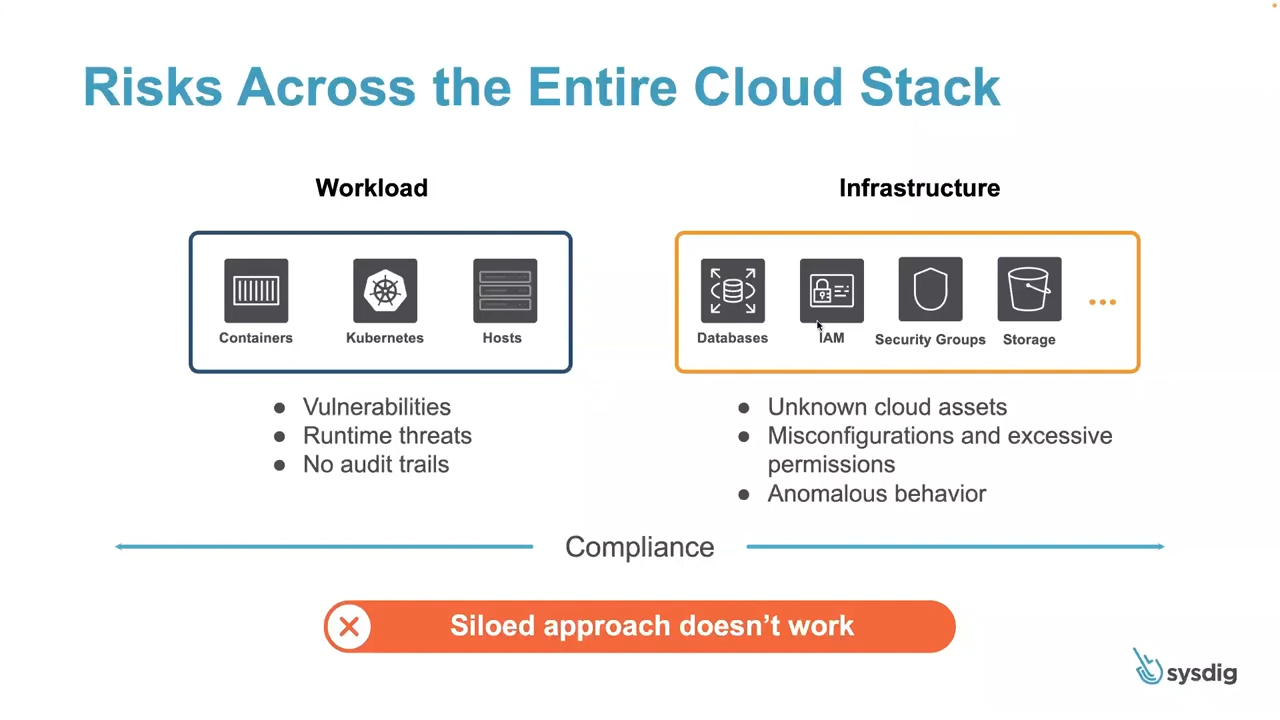 Risks Across the Entire Cloud Stack
Workload
Infrastructure
Containers
Kubernetes
Hosts
Databases
IAM
Security Groups
Storage
● Vulnerabilities
● Runtime threats
● No audit trails
● Unknown cloud assets
● Misconfigurations and excessive
permissions
● Anomalous behavior
Compliance
Siloed approach doesn’t work
sysdig